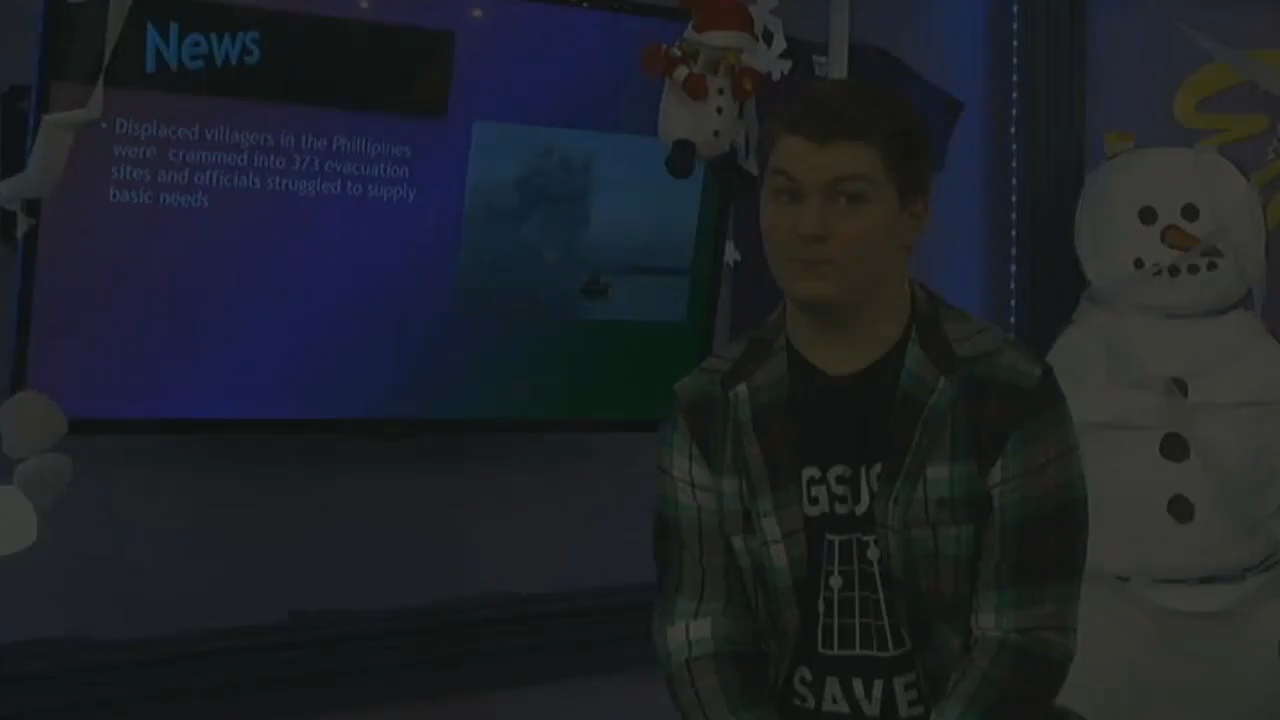 News
• Displaced villagers in the Phillipines
were crammed into 373 evacuation
sites and officials struggled to supply
basic needs
SAVE